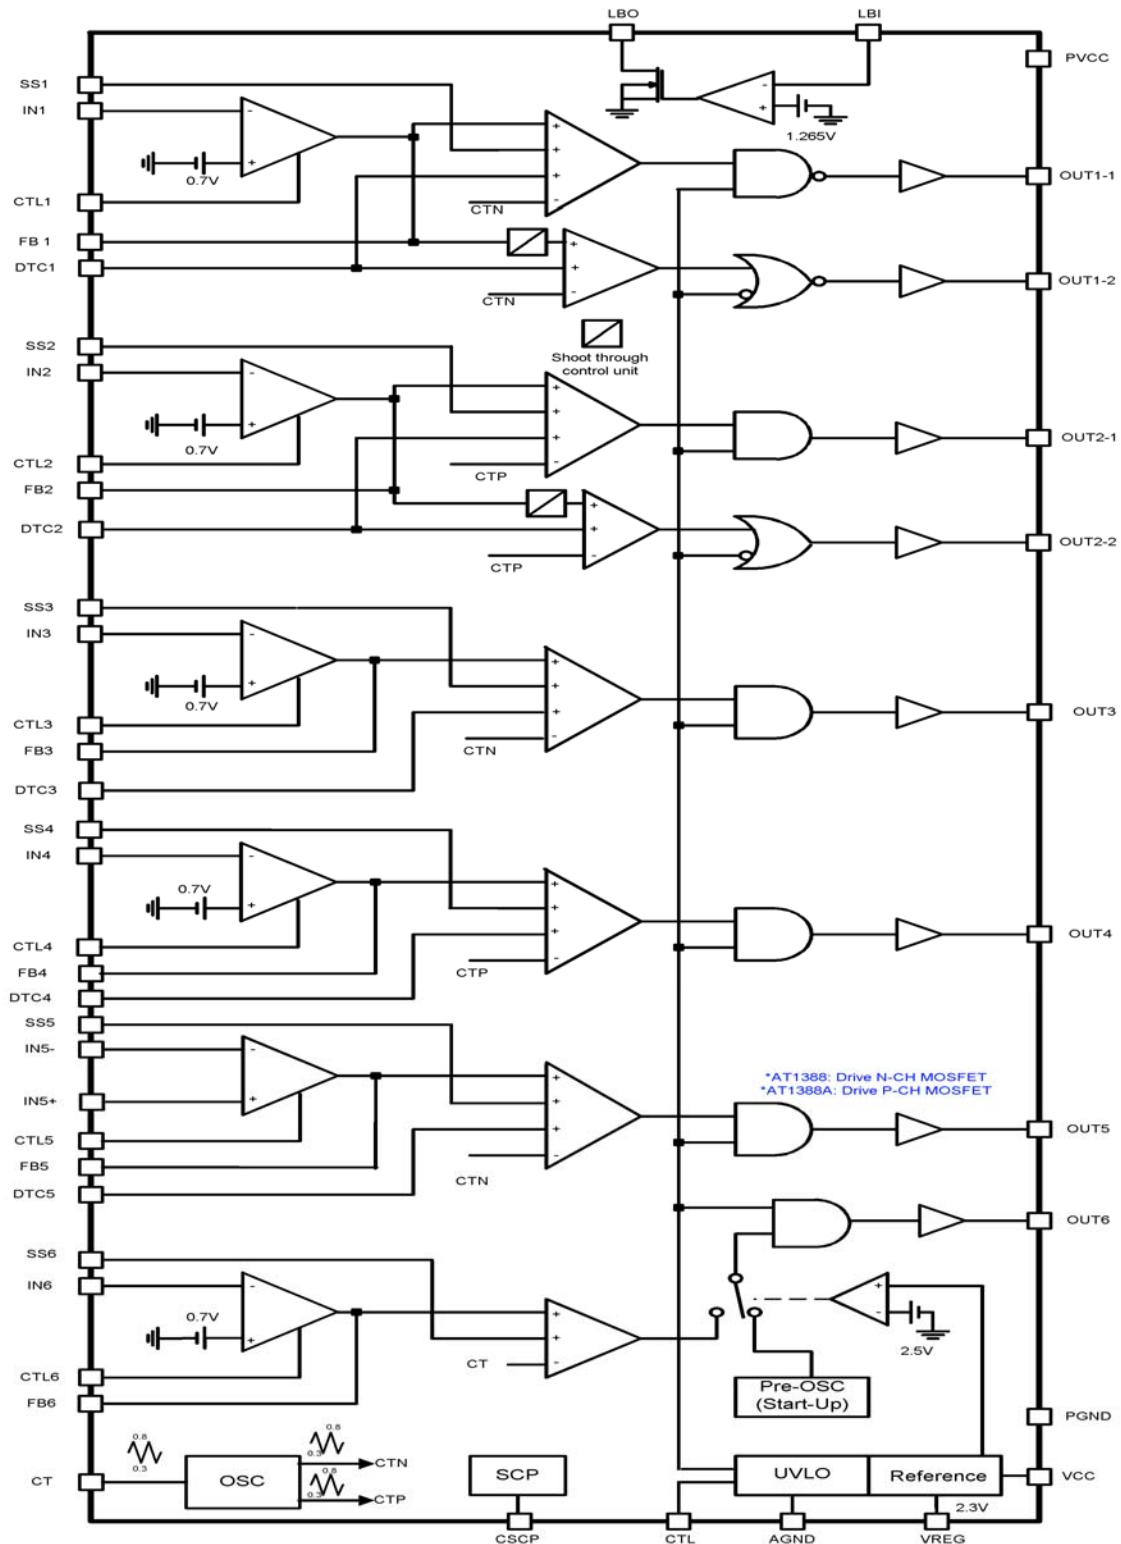 LBO
LBI
PVCC
SS1
IN1
-
+
0.7V
CTL1
FB 1
DTC1
+
+
+
-
CTN
+
+
-
CTN
-
+
1.265V
OUT1-1
OUT1-2
Shoot through
control unit
SS2
IN2
-
+
0.7V
CTL2
FB2
DTC2
+
+
+
-
CTP
+
+
-
CTP
OUT2-1
OUT2-2
SS3
IN3
-
+
0.7V
CTL3
FB3
DTC3
+
+
+
-
CTN
OUT3
SS4
IN4
-
+
0.7V
CTL4
FB4
DTC4
+
+
+
-
CTP
OUT4
SS5
IN5-
-
+
IN5+
CTL5
FB5
DTC5
+
+
+
-
CTN
*AT1388: Drive N-CH MOSFET
*AT1388A: Drive P-CH MOSFET
OUT5
OUT6
SS6
IN6
-
+
0.7V
CTL6
FB6
+
+
-
CT
+
-
2.5V
Pre-OSC
(Start-Up)
PGND
CT
0.8
0.3
OSC
0.8
0.3
CTN
0.8
0.3
CTP
SCP
UVLO
Reference
VCC
2.3V
CSCP
CTL
AGND
VREG